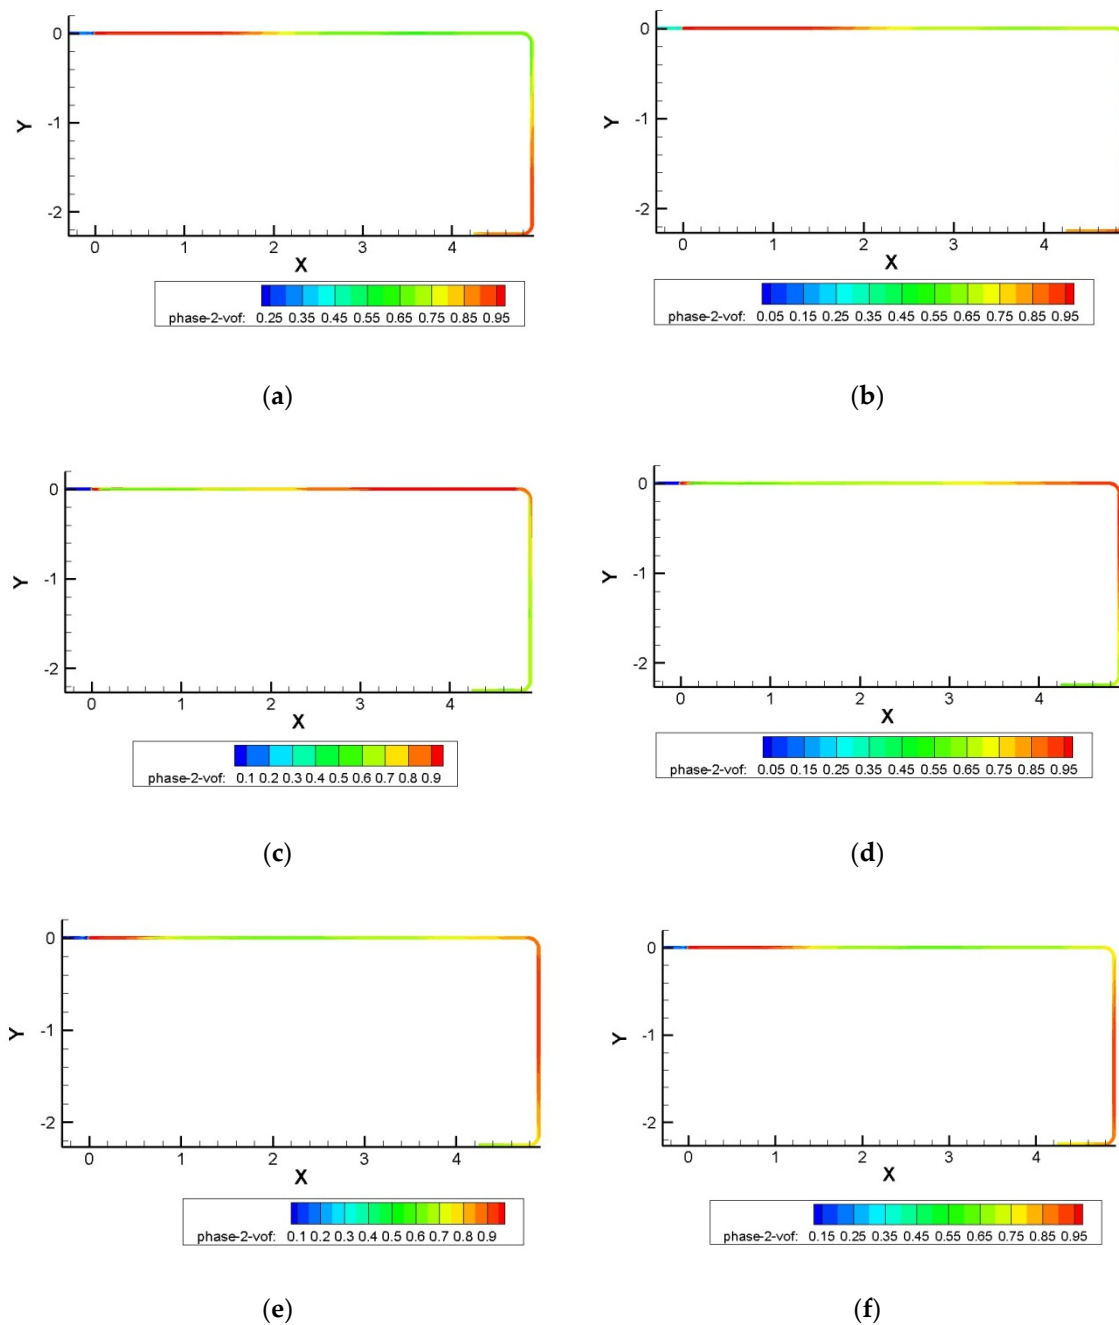 0
-1
-2
Y
0 1 2 3 4
X
phase-2-vof: 0.25 0.35 0.45 0.55 0.65 0.75 0.85 0.95
(a)
0
-1
-2
Y
0 1 2 3 4
X
phase-2-vof: 0.05 0.15 0.25 0.35 0.45 0.55 0.65 0.75 0.85 0.95
(b)
0
-1
-2
Y
0 1 2 3 4
X
phase-2-vof: 0.1 0.2 0.3 0.4 0.5 0.6 0.7 0.8 0.9
(c)
0
-1
-2
Y
0 1 2 3 4
X
phase-2-vof: 0.05 0.15 0.25 0.35 0.45 0.55 0.65 0.75 0.85 0.95
(d)
0
-1
-2
Y
0 1 2 3 4
X
phase-2-vof: 0.1 0.2 0.3 0.4 0.5 0.6 0.7 0.8 0.9
(e)
0
-1
-2
Y
0 1 2 3 4
X
phase-2-vof: 0.15 0.25 0.35 0.45 0.55 0.65 0.75 0.85 0.95
(f)